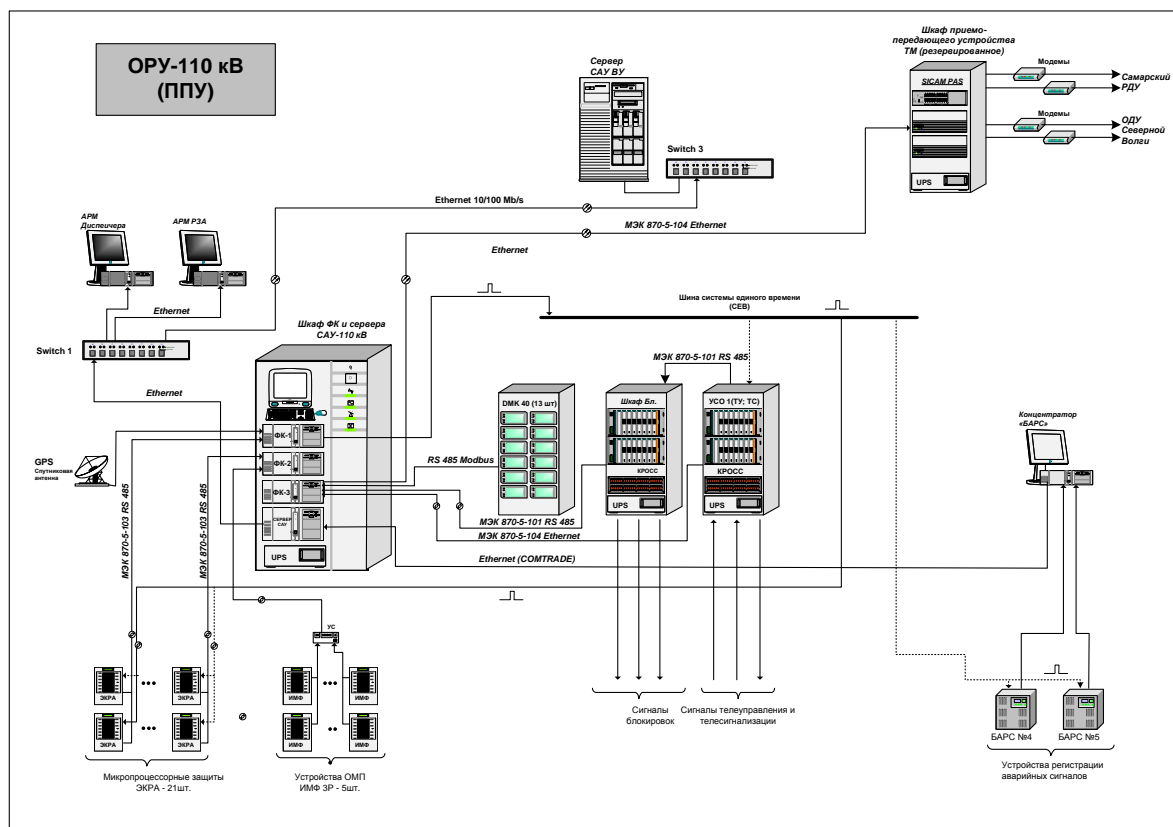 ОРУ-110 кВ
(ППУ)
Сервер
САУ ВУ
Switch 3
Шкаф приемо-
передающего устройства
ТМ (резервированное)
SICAM PAS
UPS
Модемы
Самарский
РДУ
Модемы
ОДУ
Северной
Волги
Ethernet 10/100 Mb/s
МЭК 870-5-104 Ethernet
Ethernet
АРМ
Диспетчера
АРМ РЗА
Ethernet
Switch 1
Ethernet
Шкаф ФК и сервера
САУ-110 кВ
ФК-1
ФК-2
ФК-3
СЕРВЕР
САУ
UPS
GPS
Спутниковая
антенна
МЭК 870-5-103 RS 485
МЭК 870-5-103 RS 485
Шина системы единого времени
(СЕВ)
МЭК 870-5-101 RS 485
DMK 40 (13 шт)
Шкаф Бл.
КРОСС
UPS
УСО 1(ТУ; ТС)
КРОСС
UPS
RS 485 Modbus
МЭК 870-5-101 RS 485
МЭК 870-5-104 Ethernet
Ethernet (COMTRADE)
Концентратор
«БАРС»
УС
ЭКРА
ЭКРА
ЭКРА
ЭКРА
ИМФ
ИМФ
ИМФ
ИМФ
Микропроцессорные защиты
ЭКРА - 21шт.
Устройства ОМП
ИМФ 3Р - 5шт.
Сигналы
блокировок
Сигналы телеуправления и
телесигнализации
БАРС №4
БАРС №5
Устройства регистрации
аварийных сигналов